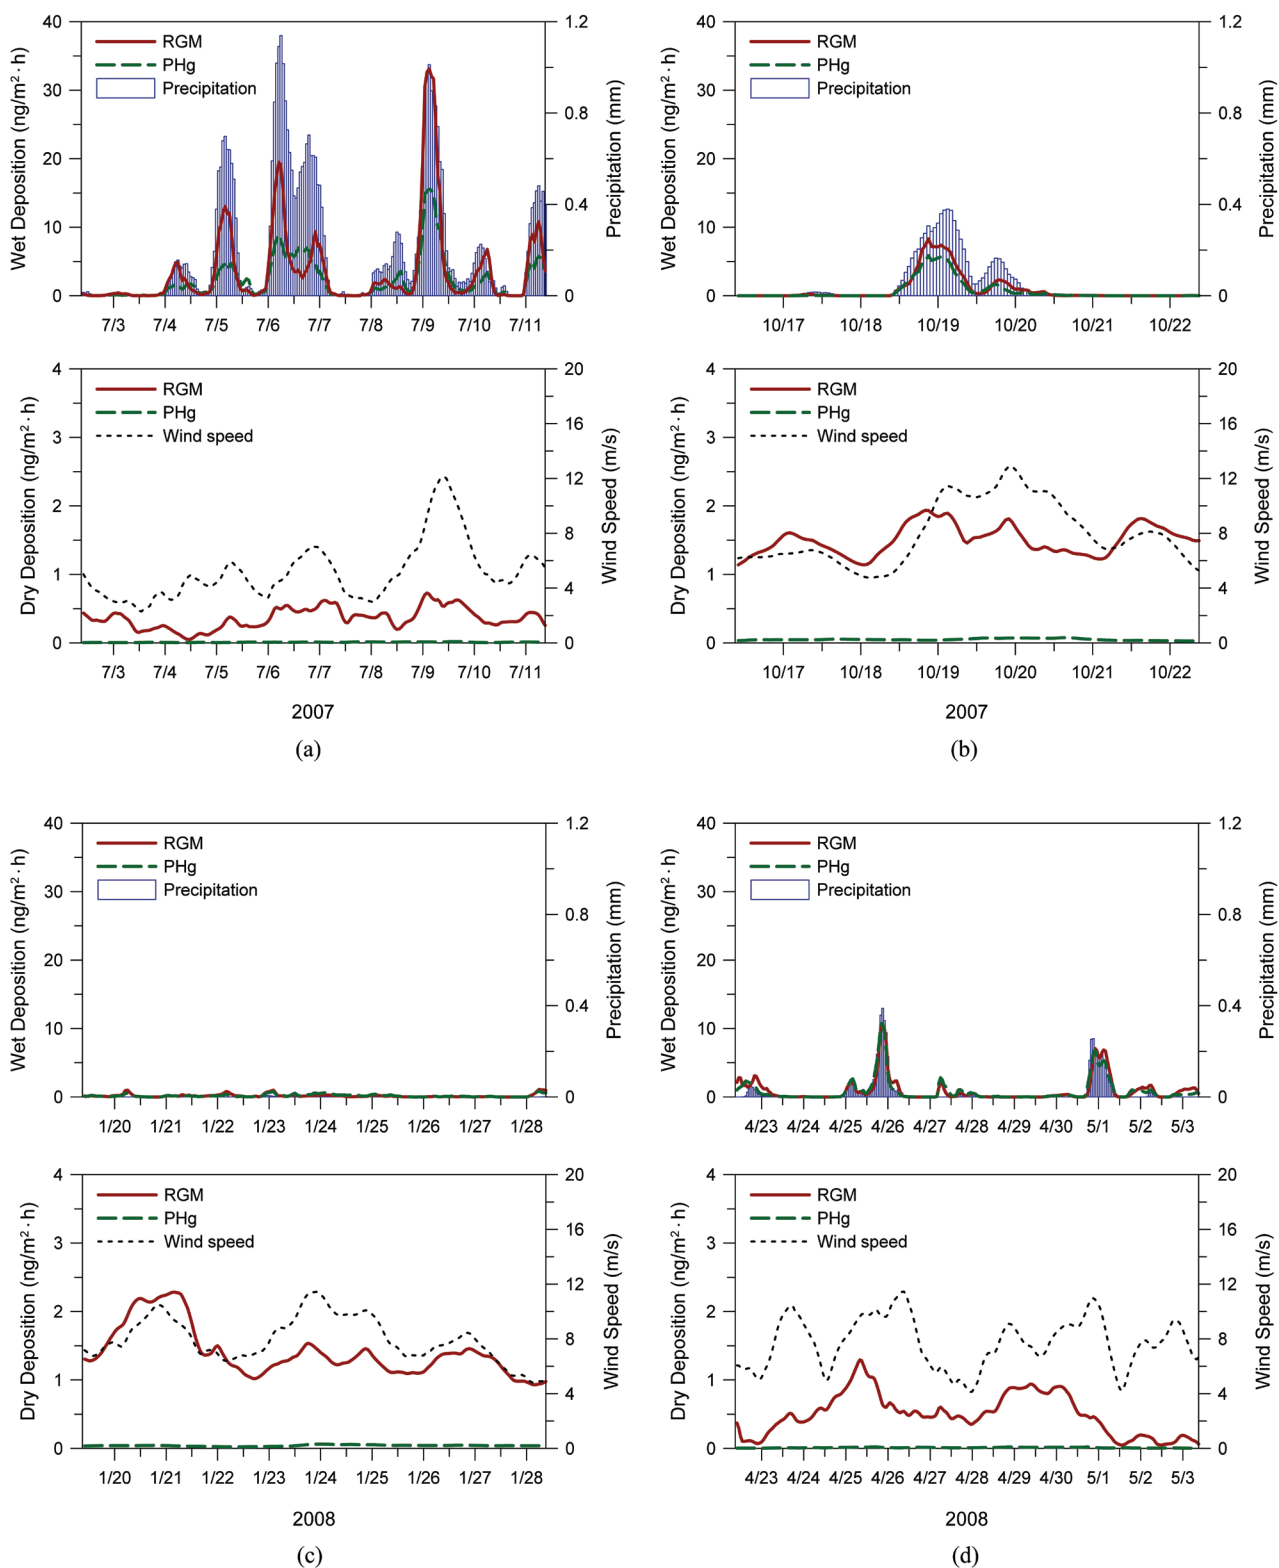 40
30
20
10
0
Wet Deposition (ng/m²·h)
RGM
PHg
Precipitation
1.2
0.8
0.4
0
Precipitation (mm)
7/3 7/4 7/5 7/6 7/7 7/8 7/9 7/10 7/11
40
30
20
10
0
Wet Deposition (ng/m²·h)
RGM
PHg
Precipitation
1.2
0.8
0.4
0
Precipitation (mm)
10/17 10/18 10/19 10/20 10/21 10/22
4
3
2
1
0
Dry Deposition (ng/m²·h)
RGM
PHg
Wind speed
20
16
12
8
4
0
Wind Speed (m/s)
7/3 7/4 7/5 7/6 7/7 7/8 7/9 7/10 7/11
2007
(a)
4
3
2
1
0
Dry Deposition (ng/m²·h)
RGM
PHg
Wind speed
20
16
12
8
4
0
Wind Speed (m/s)
10/17 10/18 10/19 10/20 10/21 10/22
2007
(b)
40
30
20
10
0
Wet Deposition (ng/m²·h)
RGM
PHg
Precipitation
1.2
0.8
0.4
0
Precipitation (mm)
1/20 1/21 1/22 1/23 1/24 1/25 1/26 1/27 1/28
40
30
20
10
0
Wet Deposition (ng/m²·h)
RGM
PHg
Precipitation
1.2
0.8
0.4
0
Precipitation (mm)
4/23 4/24 4/25 4/26 4/27 4/28 4/29 4/30 5/1 5/2 5/3
4
3
2
1
0
Dry Deposition (ng/m²·h)
RGM
PHg
Wind speed
20
16
12
8
4
0
Wind Speed (m/s)
1/20 1/21 1/22 1/23 1/24 1/25 1/26 1/27 1/28
2008
(c)
4
3
2
1
0
Dry Deposition (ng/m²·h)
RGM
PHg
Wind speed
20
16
12
8
4
0
Wind Speed (m/s)
4/23 4/24 4/25 4/26 4/27 4/28 4/29 4/30 5/1 5/2 5/3
2008
(d)